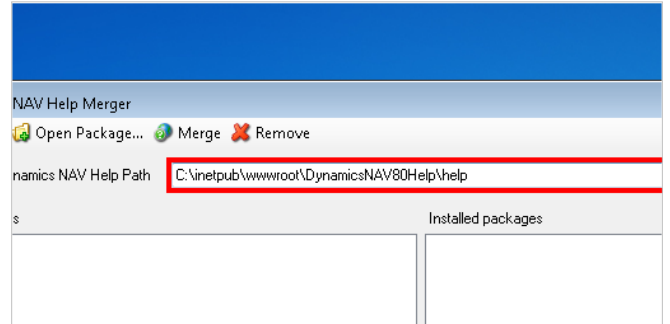 NAV Help Merger
Open Package... Merge Remove
namics NAV Help Path C:\inetpub\wwwroot\DynamicsNAV80Help\help
s Installed packages